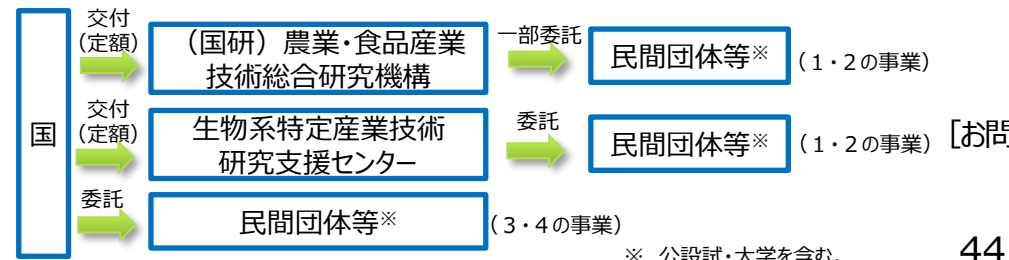 国
交付
(定額)
（国研）農業・食品産業
技術総合研究機構
一部委託
民間団体等※
(１・２の事業)
交付
(定額)
生物系特定産業技術
研究支援センター
委託
民間団体等※
(１・２の事業)
［お問
委託
民間団体等※
(３・４の事業)
※ 公設試・大学を含む。
44